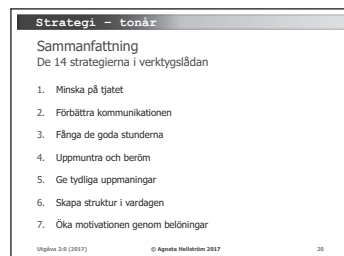 Strategi – tonår
Sammanfattning
De 14 strategierna i verktygslådan
1. Minska på tjatet
2. Förbättra kommunikationen
3. Fånga de goda stunderna
4. Uppmuntra och beröm
5. Ge tydliga uppmaningar
6. Skapa struktur i vardagen
7. Öka motivationen genom belöningar
Utgåva 2:0 (2017) © Agneta Hellström 2017 20